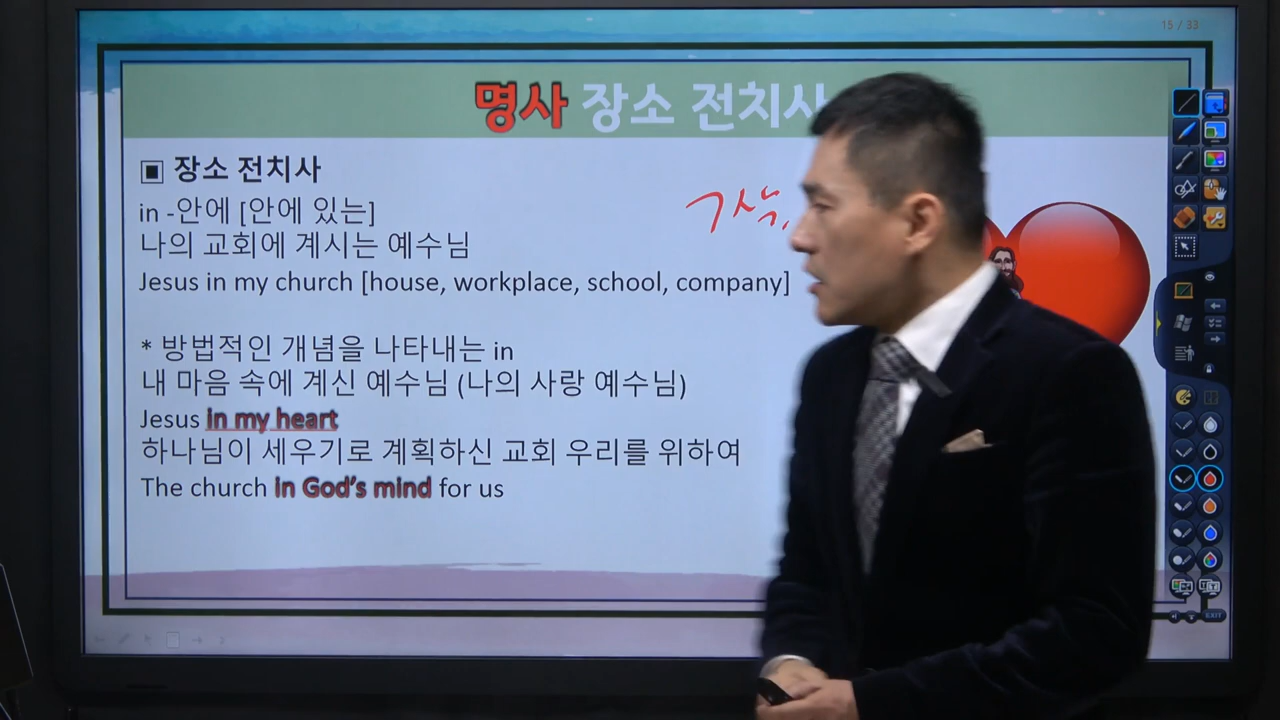 15 / 33
명사 장소 전치사
▣ 장소 전치사
in -안에 [안에 있는]
나의 교회에 계시는 예수님
Jesus in my church [house, workplace, school, company]
* 방법적인 개념을 나타내는 in
내 마음 속에 계신 예수님 (나의 사랑 예수님)
Jesus in my heart
하나님이 세우기로 계획하신 교회 우리를 위하여
The church in God’s mind for us
EXIT